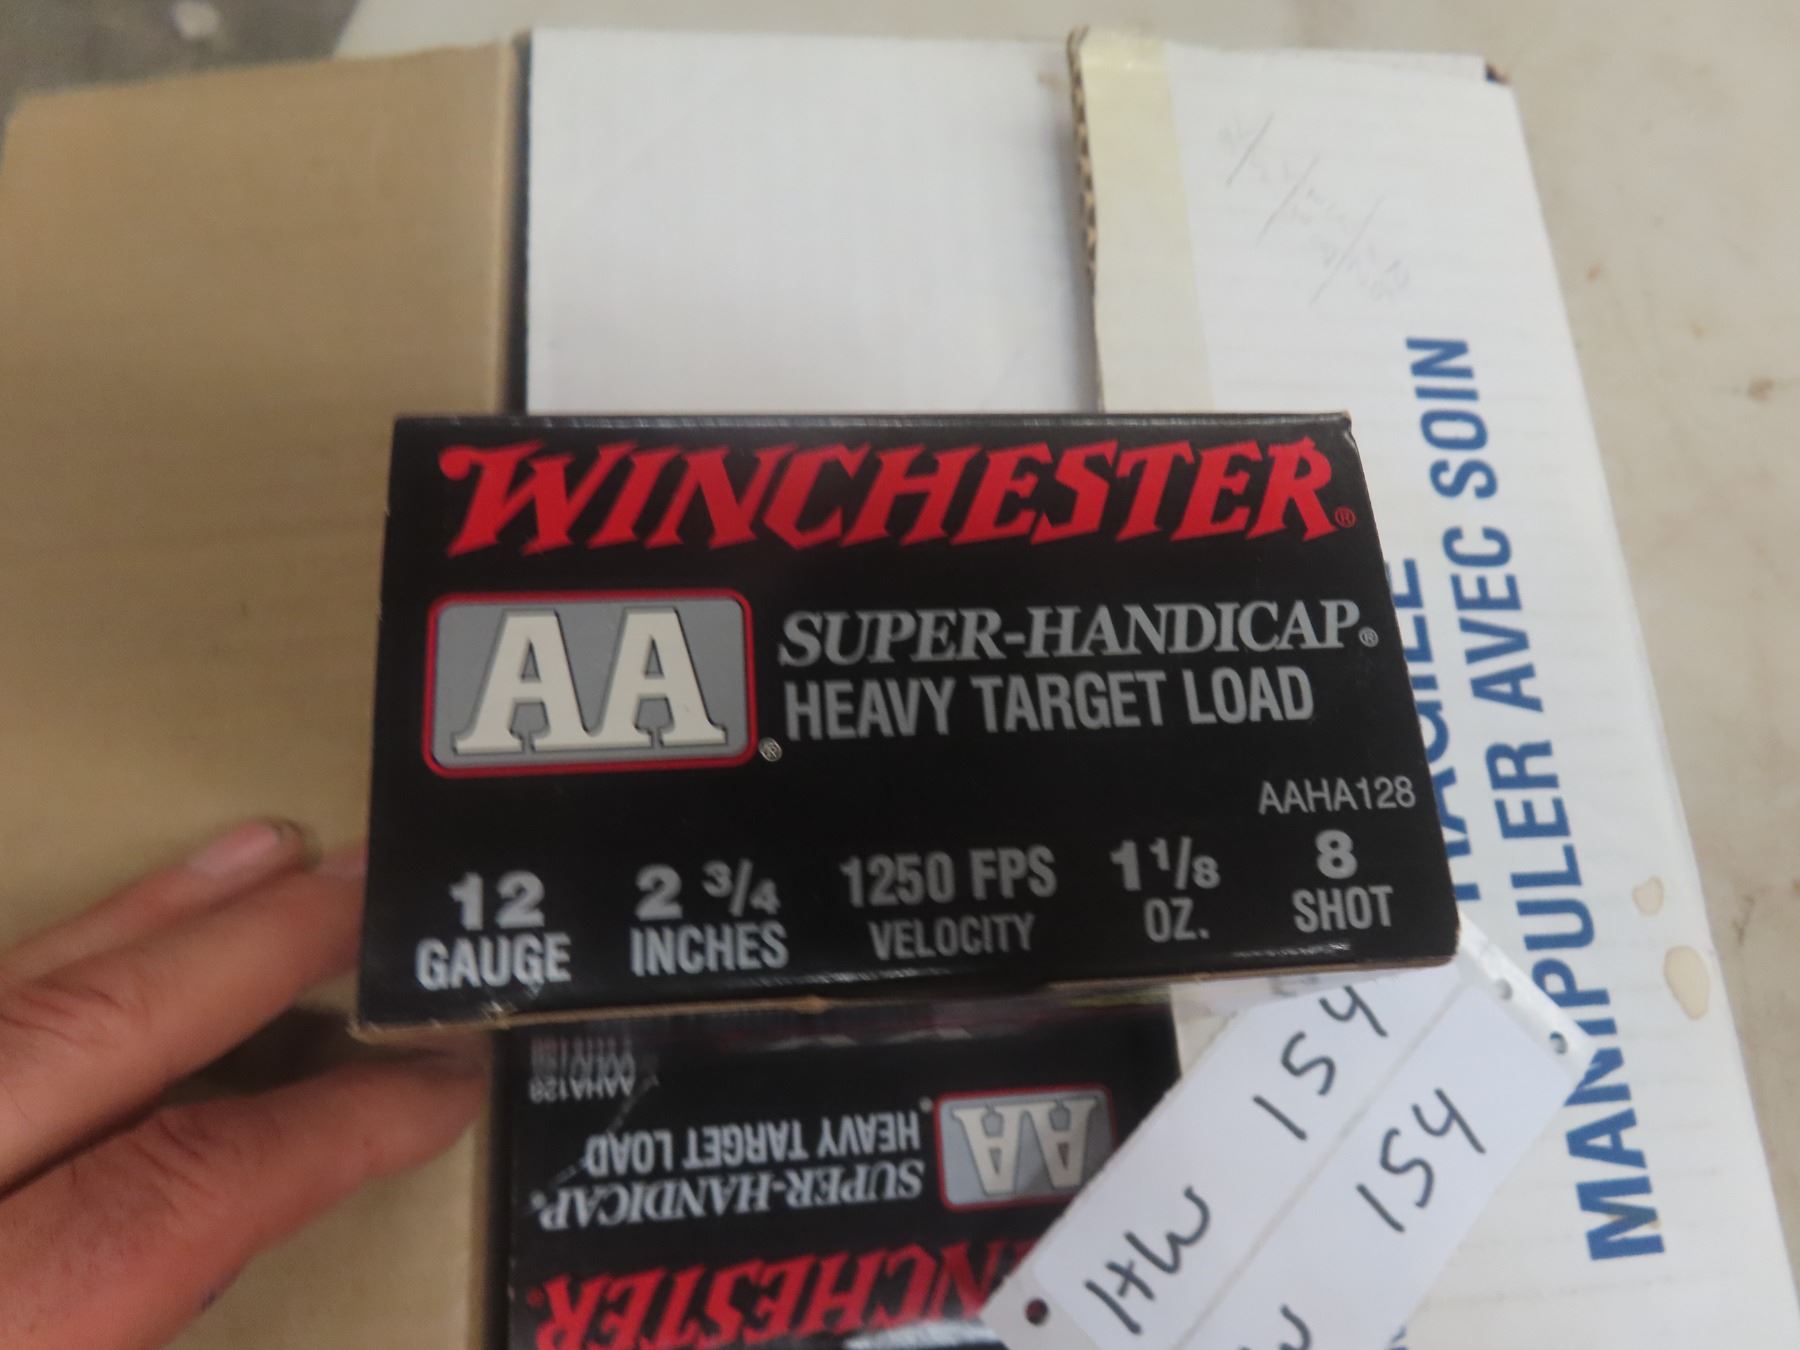 WINCHESTER®
AA®
SUPER-HANDICAP®
HEAVY TARGET LOAD
AAHA128
12 GAUGE
2 3/4 INCHES
1250 FPS VELOCITY
1 1/8 OZ.
8 SHOT
AAHA128
AA®
HEAVY TARGET LOAD
SUPER-HANDICAP®
FRAGILE
MANIPULER AVEC SOIN
HW 154
154